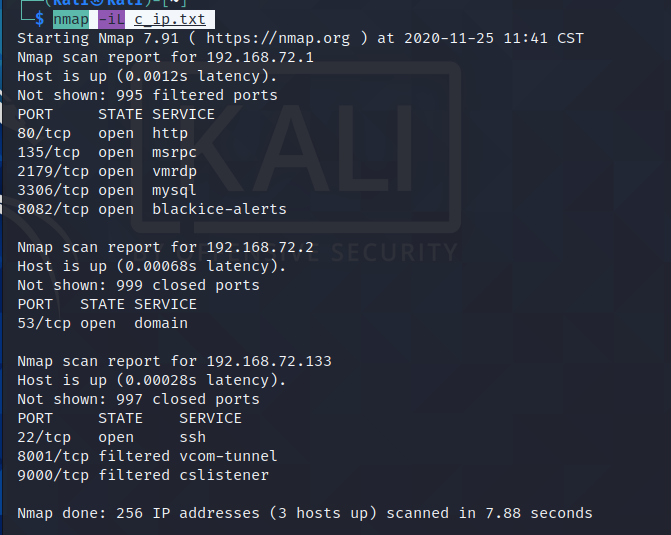 (kali㉿kali)-[~]
$ nmap -iL c_ip.txt
Starting Nmap 7.91 ( https://nmap.org ) at 2020-11-25 11:41 CST
Nmap scan report for 192.168.72.1
Host is up (0.0012s latency).
Not shown: 995 filtered ports
PORT     STATE SERVICE
80/tcp   open  http
135/tcp  open  msrpc
2179/tcp open  vmrdp
3306/tcp open  mysql
8082/tcp open  blackice-alerts
KALI
Nmap scan report for 192.168.72.2
BY OFFENSIVE SECURITY
Host is up (0.00068s latency).
Not shown: 999 closed ports
PORT   STATE SERVICE
53/tcp open  domain
Nmap scan report for 192.168.72.133
Host is up (0.00028s latency).
Not shown: 997 closed ports
PORT     STATE    SERVICE
22/tcp   open     ssh
8001/tcp filtered vcom-tunnel
9000/tcp filtered cslistener
Nmap done: 256 IP addresses (3 hosts up) scanned in 7.88 seconds